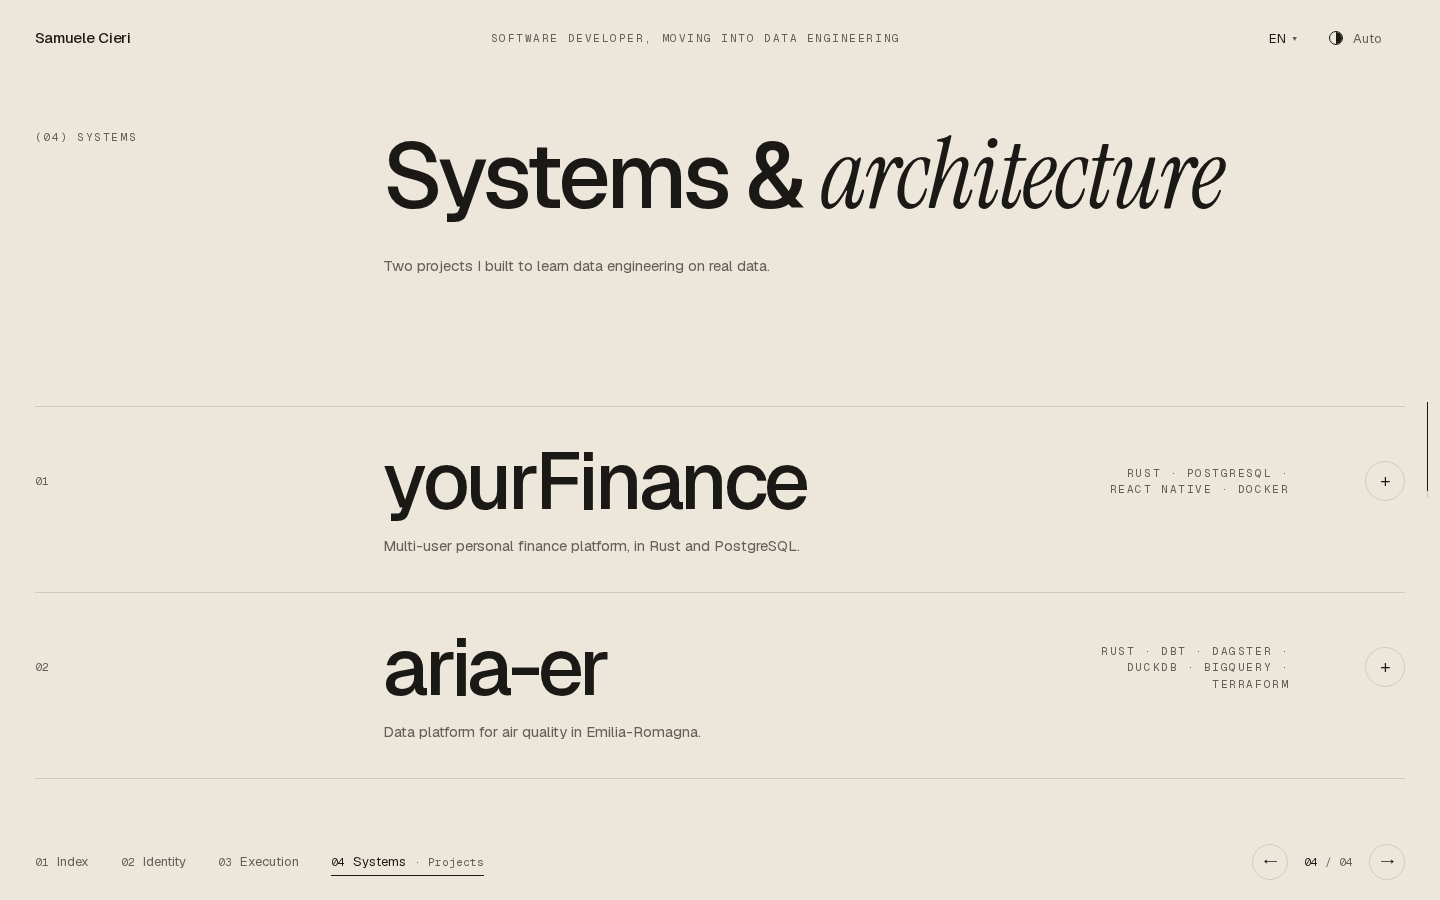 Samuele Cieri
SOFTWARE DEVELOPER, MOVING INTO DATA ENGINEERING
EN ▾
Auto
(04) SYSTEMS
Systems & architecture
Two projects I built to learn data engineering on real data.
01
yourFinance
RUST · POSTGRESQL ·
REACT NATIVE · DOCKER
+
Multi-user personal finance platform, in Rust and PostgreSQL.
02
aria-er
RUST · DBT · DAGSTER ·
DUCKDB · BIGQUERY ·
TERRAFORM
+
Data platform for air quality in Emilia-Romagna.
01 Index
02 Identity
03 Execution
04 Systems · Projects
← 04 / 04 →